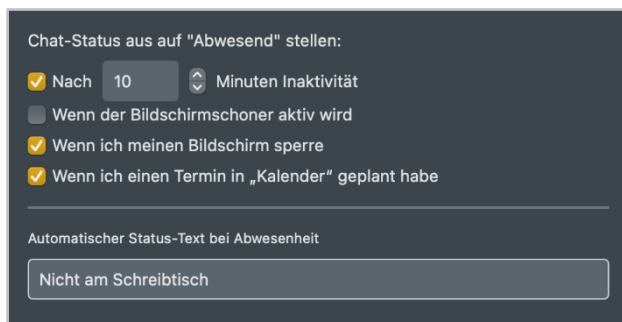 Chat-Status aus auf "Abwesend" stellen:
Nach 10 Minuten Inaktivität
Wenn der Bildschirmschoner aktiv wird
Wenn ich meinen Bildschirm sperre
Wenn ich einen Termin in „Kalender“ geplant habe
Automatischer Status-Text bei Abwesenheit
Nicht am Schreibtisch